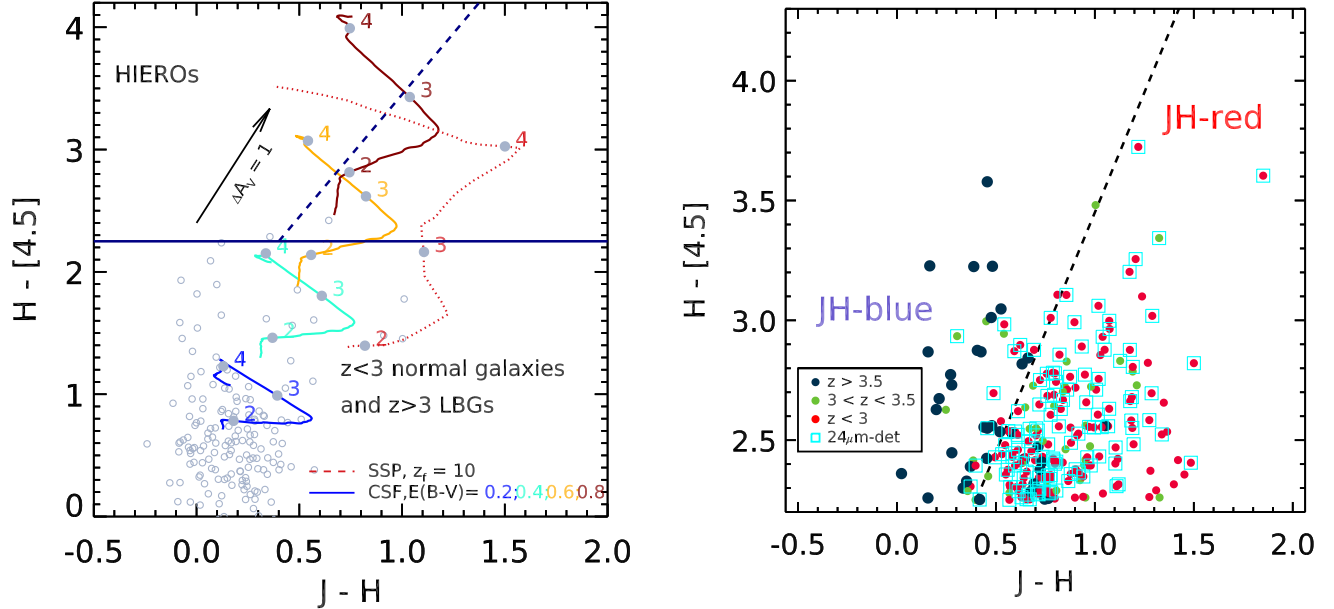 4
3
2
1
0
-0.5
0.0
0.5
1.0
1.5
2.0
J - H
H - [4.5]
HIEROs
ΔA_V = 1
4
3
2
4
3
2
4
3
2
4
3
2
4
3
2
z<3 normal galaxies
and z>3 LBGs
SSP, z_f = 10
CSF,E(B-V)= 0.2;0.4;0.6;0.8
4.0
3.5
3.0
2.5
-0.5
0.0
0.5
1.0
1.5
2.0
J - H
H - [4.5]
JH-red
JH-blue
z > 3.5
3 < z < 3.5
z < 3
24μm-det